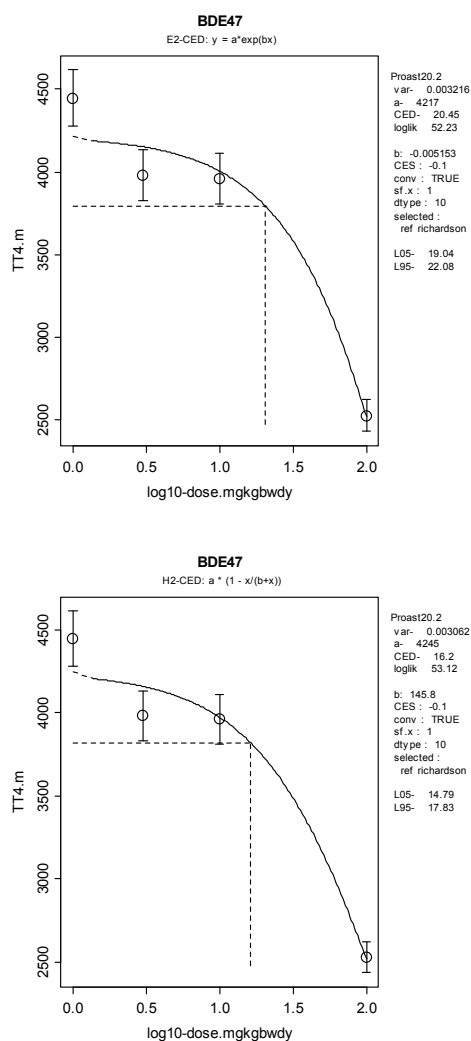 BDE47
E2-CED: y = a*exp(bx)
TT4.m
4500
4000
3500
3000
2500
0.0 0.5 1.0 1.5 2.0
log10-dose.mgkgbwdy
Proast20.2
var- 0.003216
a- 4217
CED- 20.45
loglik 52.23
b: -0.005153
CES : -0.1
conv : TRUE
sf.x : 1
dtype : 10
selected :
ref richardson
L05- 19.04
L95- 22.08
BDE47
H2-CED: a * (1 - x/(b+x))
TT4.m
4500
4000
3500
3000
2500
0.0 0.5 1.0 1.5 2.0
log10-dose.mgkgbwdy
Proast20.2
var- 0.003062
a- 4245
CED- 16.2
loglik 53.12
b: 145.8
CES : -0.1
conv : TRUE
sf.x : 1
dtype : 10
selected :
ref richardson
L05- 14.79
L95- 17.83